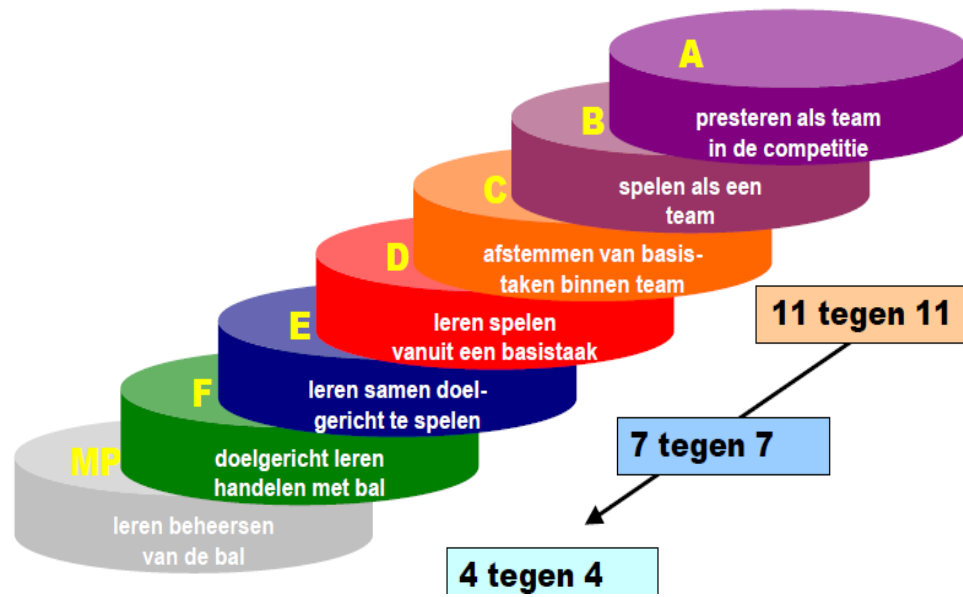 A
presteren als team
in de competitie
B
spelen als een
team
C
afstemmen van basis-
taken binnen team
D
leren spelen
vanuit een basistaak
E
leren samen doel-
gericht te spelen
F
doelgericht leren
handelen met bal
MP
leren beheersen
van de bal
11 tegen 11
7 tegen 7
4 tegen 4